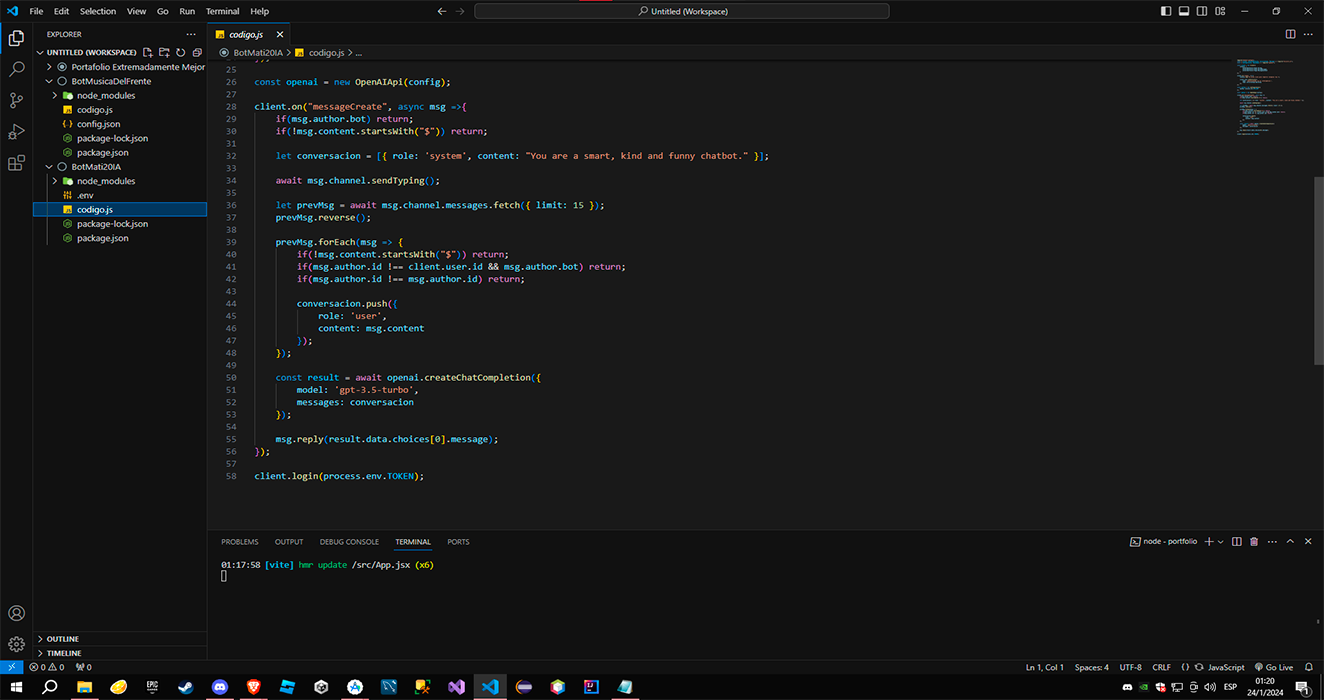 File Edit Selection View Go Run Terminal Help
Untitled (Workspace)
EXPLORER
UNTITLED (WORKSPACE)
Portafolio Extremadamente Mejor
BotMusicaDelFrente
node_modules
codigo.js
config.json
package-lock.json
package.json
BotMati20IA
node_modules
.env
codigo.js
package-lock.json
package.json
OUTLINE
TIMELINE
codigo.js
BotMati20IA > codigo.js > ...
25
26 const openai = new OpenAIApi(config);
27
28 client.on("messageCreate", async msg =>{
29 if(msg.author.bot) return;
30 if(!msg.content.startsWith("$")) return;
31
32 let conversacion = [{ role: 'system', content: "You are a smart, kind and funny chatbot." }];
33
34 await msg.channel.sendTyping();
35
36 let prevMsg = await msg.channel.messages.fetch({ limit: 15 });
37 prevMsg.reverse();
38
39 prevMsg.forEach(msg => {
40 if(!msg.content.startsWith("$")) return;
41 if(msg.author.id !== client.user.id && msg.author.bot) return;
42 if(msg.author.id !== msg.author.id) return;
43
44 conversacion.push({
45 role: 'user',
46 content: msg.content
47 });
48 });
49
50 const result = await openai.createChatCompletion({
51 model: 'gpt-3.5-turbo',
52 messages: conversacion
53 });
54
55 msg.reply(result.data.choices[0].message);
56 });
57
58 client.login(process.env.TOKEN);
PROBLEMS OUTPUT DEBUG CONSOLE TERMINAL PORTS
node - portfolio
01:17:58 [vite] hmr update /src/App.jsx (x6)
0 0 0
Ln 1, Col 1 Spaces: 4 UTF-8 CRLF {} JavaScript Go Live
EPIC
ESP
01:20
24/1/2024